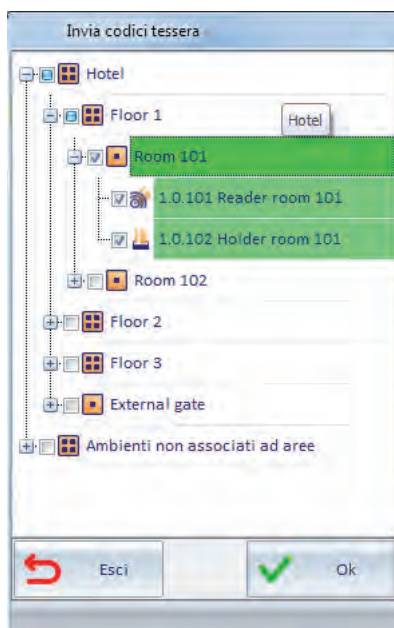 Invia codici tessera
Hotel
Floor 1
Hotel
Room 101
1.0.101 Reader room 101
1.0.102 Holder room 101
Room 102
Floor 2
Floor 3
External gate
Ambienti non associati ad aree
Esci
Ok